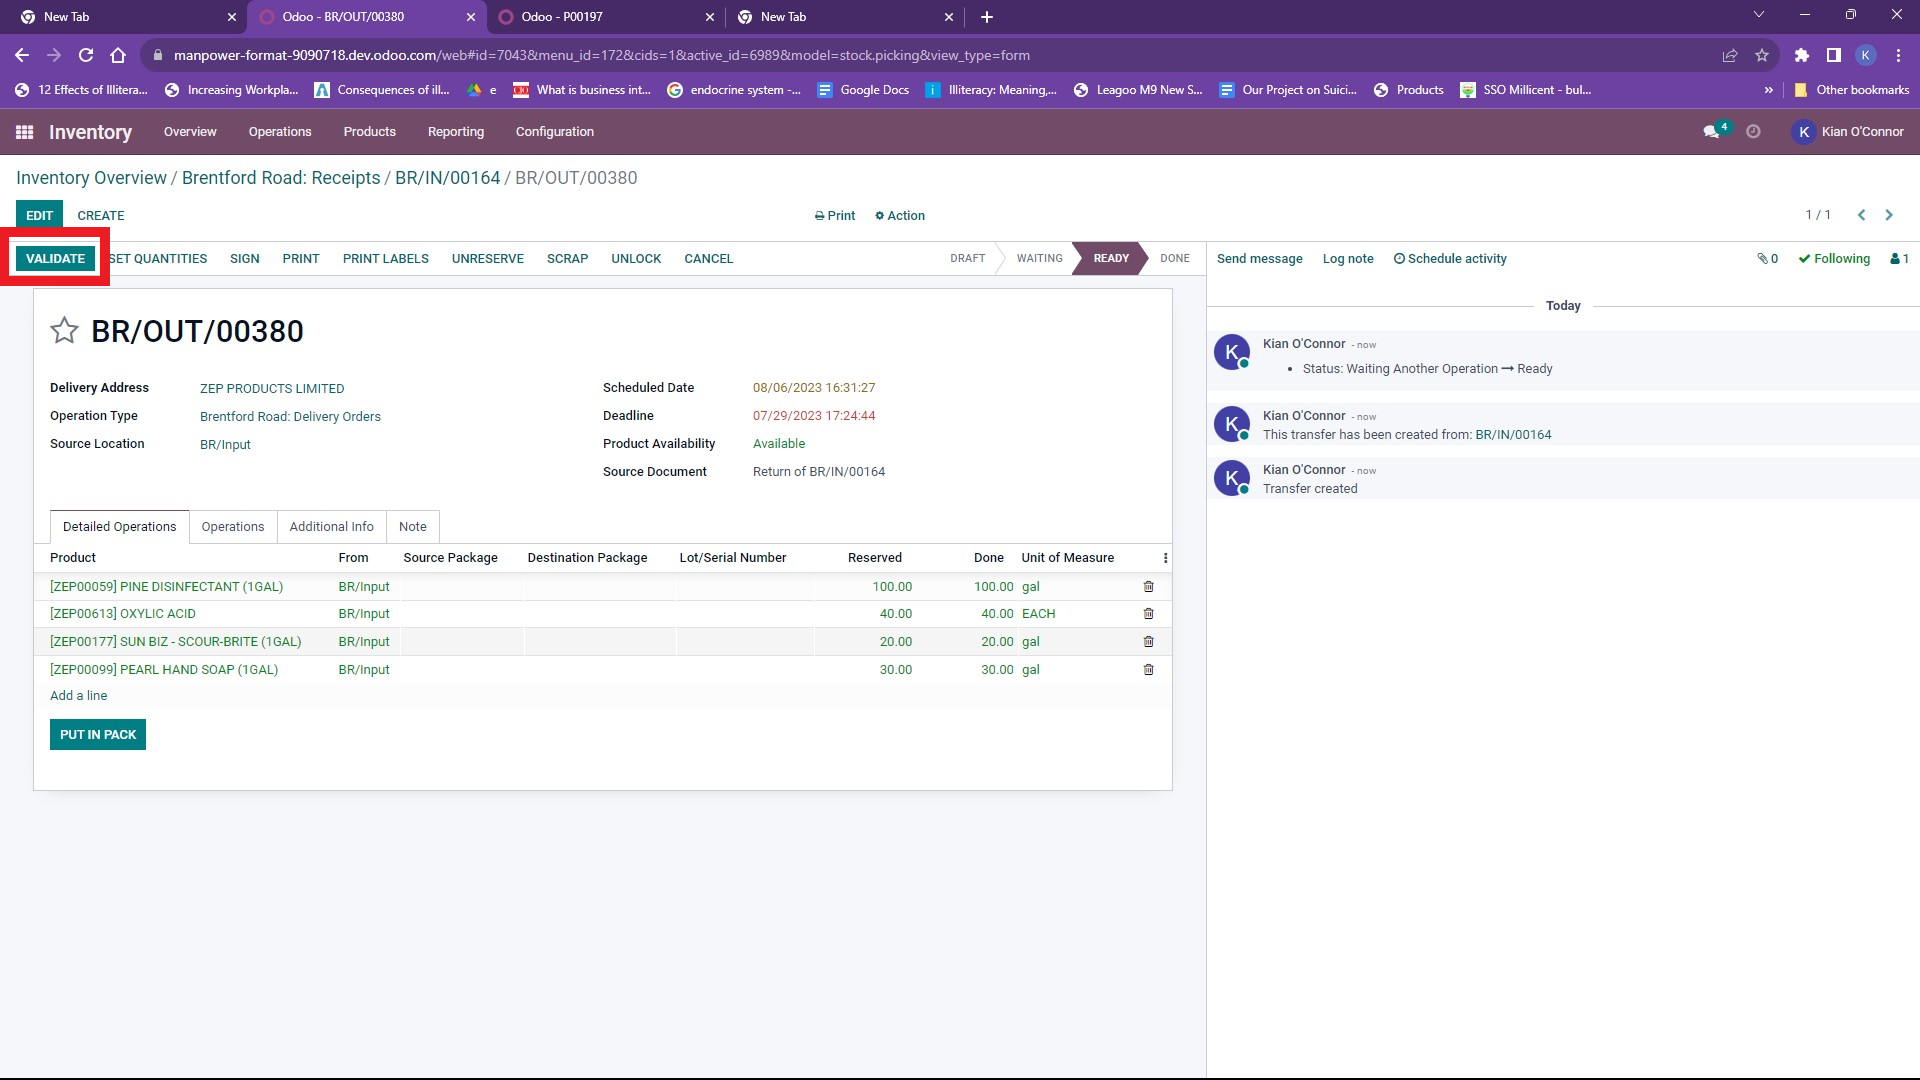 New Tab
Odoo - BR/OUT/00380
Odoo - P00197
New Tab
manpower-format-9090718.dev.odoo.com/web#id=7043&menu_id=172&cids=1&active_id=6989&model=stock.picking&view_type=form
K
12 Effects of Illitera...
Increasing Workpla...
Consequences of ill...
e
What is business int...
endocrine system -...
Google Docs
Illiteracy: Meaning,...
Leagoo M9 New S...
Our Project on Suici...
Products
SSO Millicent - bul...
»
Other bookmarks
Inventory
Overview
Operations
Products
Reporting
Configuration
4
K
Kian O'Connor
Inventory Overview / Brentford Road: Receipts / BR/IN/00164 / BR/OUT/00380
EDIT
CREATE
Print
Action
1 / 1
VALIDATE
SET QUANTITIES
SIGN
PRINT
PRINT LABELS
UNRESERVE
SCRAP
UNLOCK
CANCEL
DRAFT
WAITING
READY
DONE
Send message
Log note
Schedule activity
0
Following
1
BR/OUT/00380
Delivery Address ZEP PRODUCTS LIMITED
Operation Type Brentford Road: Delivery Orders
Source Location BR/Input
Scheduled Date 08/06/2023 16:31:27
Deadline 07/29/2023 17:24:44
Product Availability Available
Source Document Return of BR/IN/00164
Detailed Operations
Operations
Additional Info
Note
Product From Source Package Destination Package Lot/Serial Number Reserved Done Unit of Measure
[ZEP00059] PINE DISINFECTANT (1GAL) BR/Input 100.00 100.00 gal
[ZEP00613] OXYLIC ACID BR/Input 40.00 40.00 EACH
[ZEP00177] SUN BIZ - SCOUR-BRITE (1GAL) BR/Input 20.00 20.00 gal
[ZEP00099] PEARL HAND SOAP (1GAL) BR/Input 30.00 30.00 gal
Add a line
PUT IN PACK
Today
K
Kian O'Connor - now
• Status: Waiting Another Operation → Ready
K
Kian O'Connor - now
This transfer has been created from: BR/IN/00164
K
Kian O'Connor - now
Transfer created